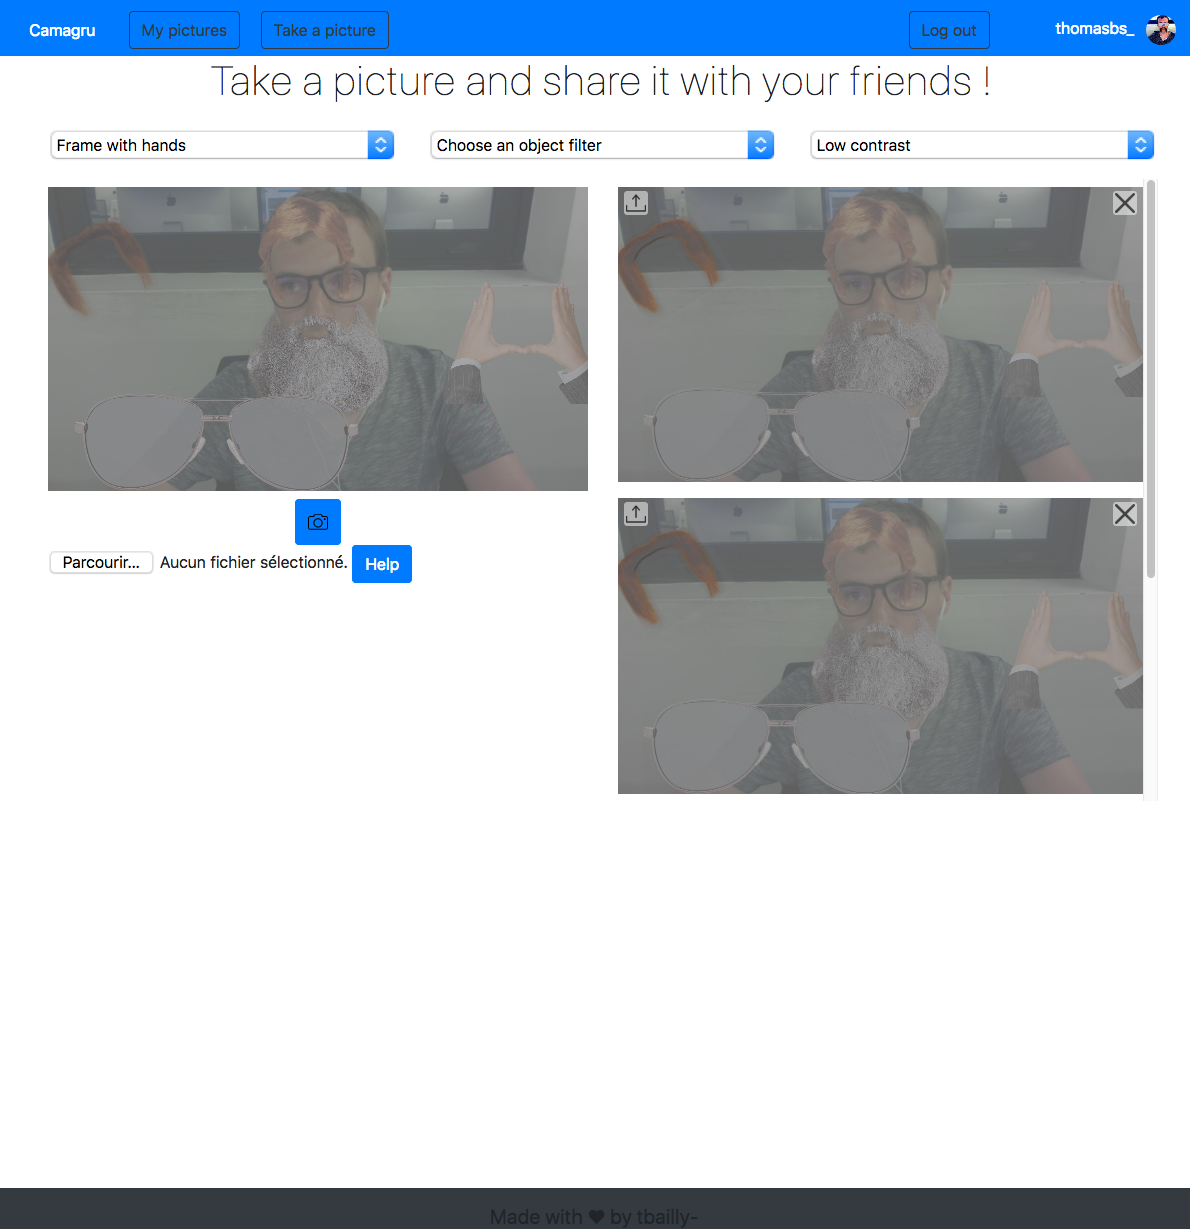 Camagru My pictures Take a picture Log out thomasbs_
Take a picture and share it with your friends !
Frame with hands Choose an object filter Low contrast
Parcourir... Aucun fichier sélectionné. Help
Made with ♥ by tbailly-